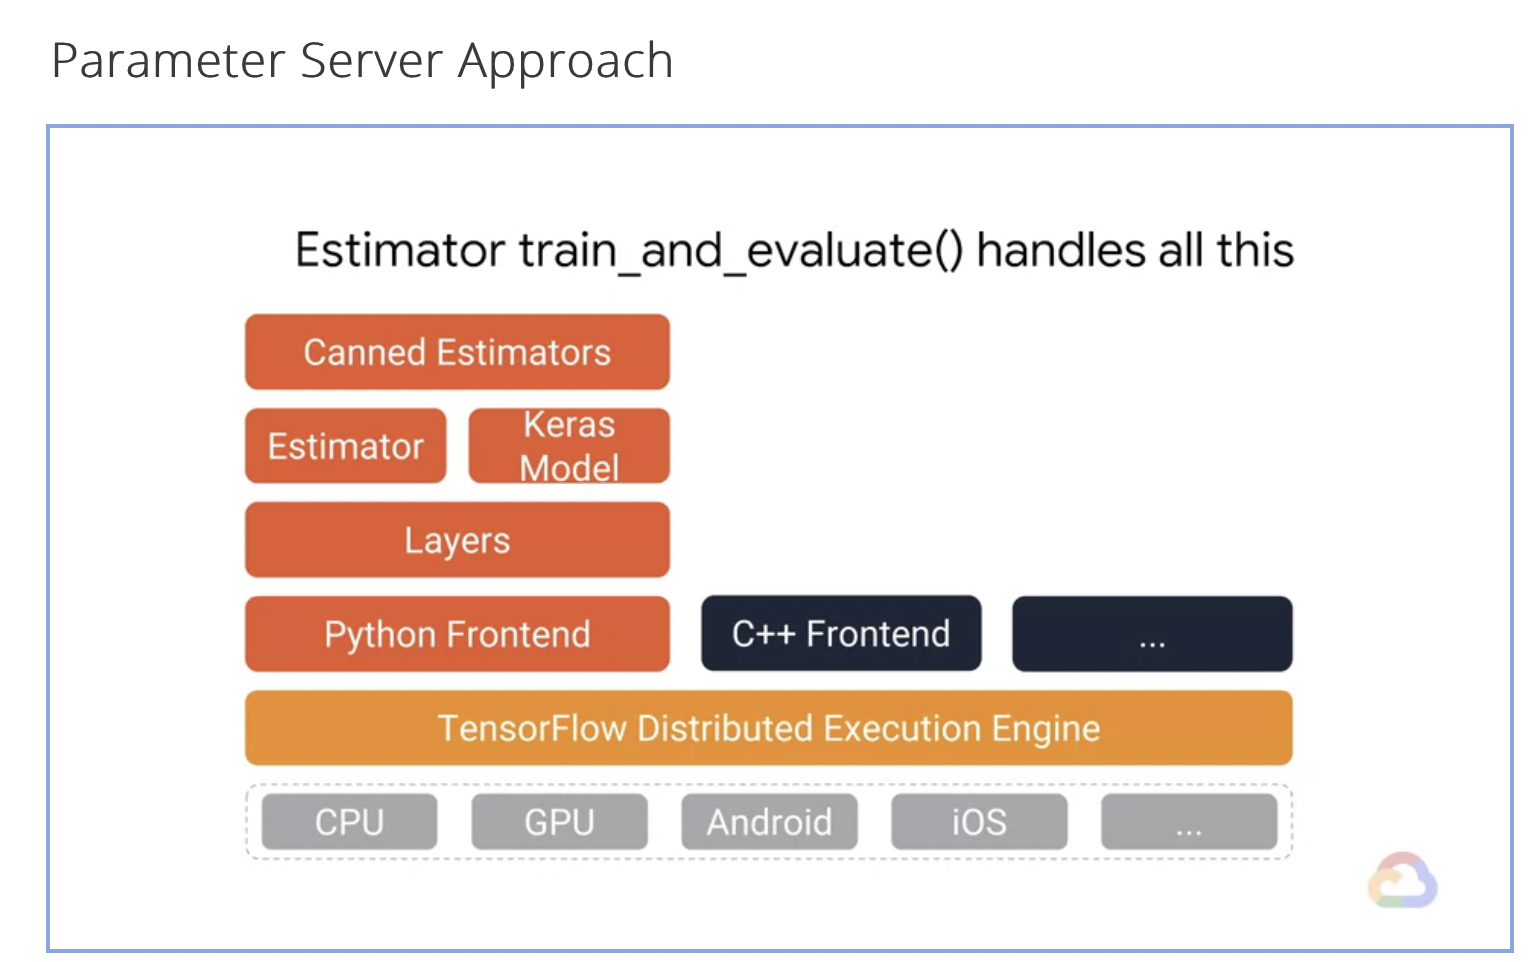 Parameter Server Approach
Estimator train_and_evaluate() handles all this
Canned Estimators
Estimator
Keras
Model
Layers
Python Frontend
C++ Frontend
...
TensorFlow Distributed Execution Engine
CPU
GPU
Android
iOS
...